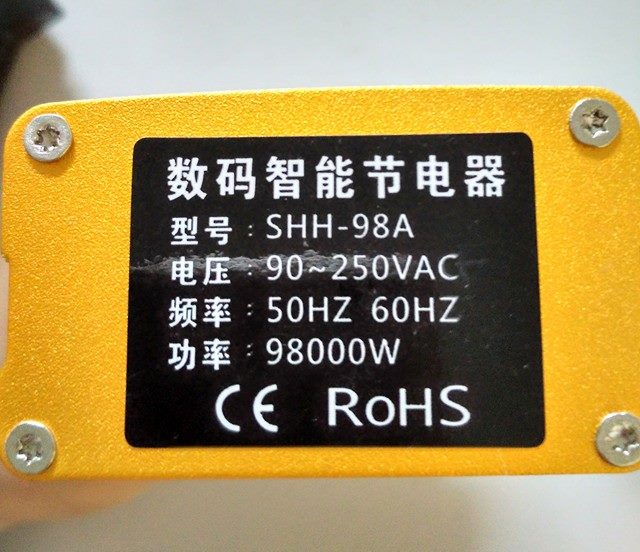 数码智能节电器
型号：SHH-98A
电压：90~250VAC
频率：50HZ 60HZ
功率：98000W
CE RoHS